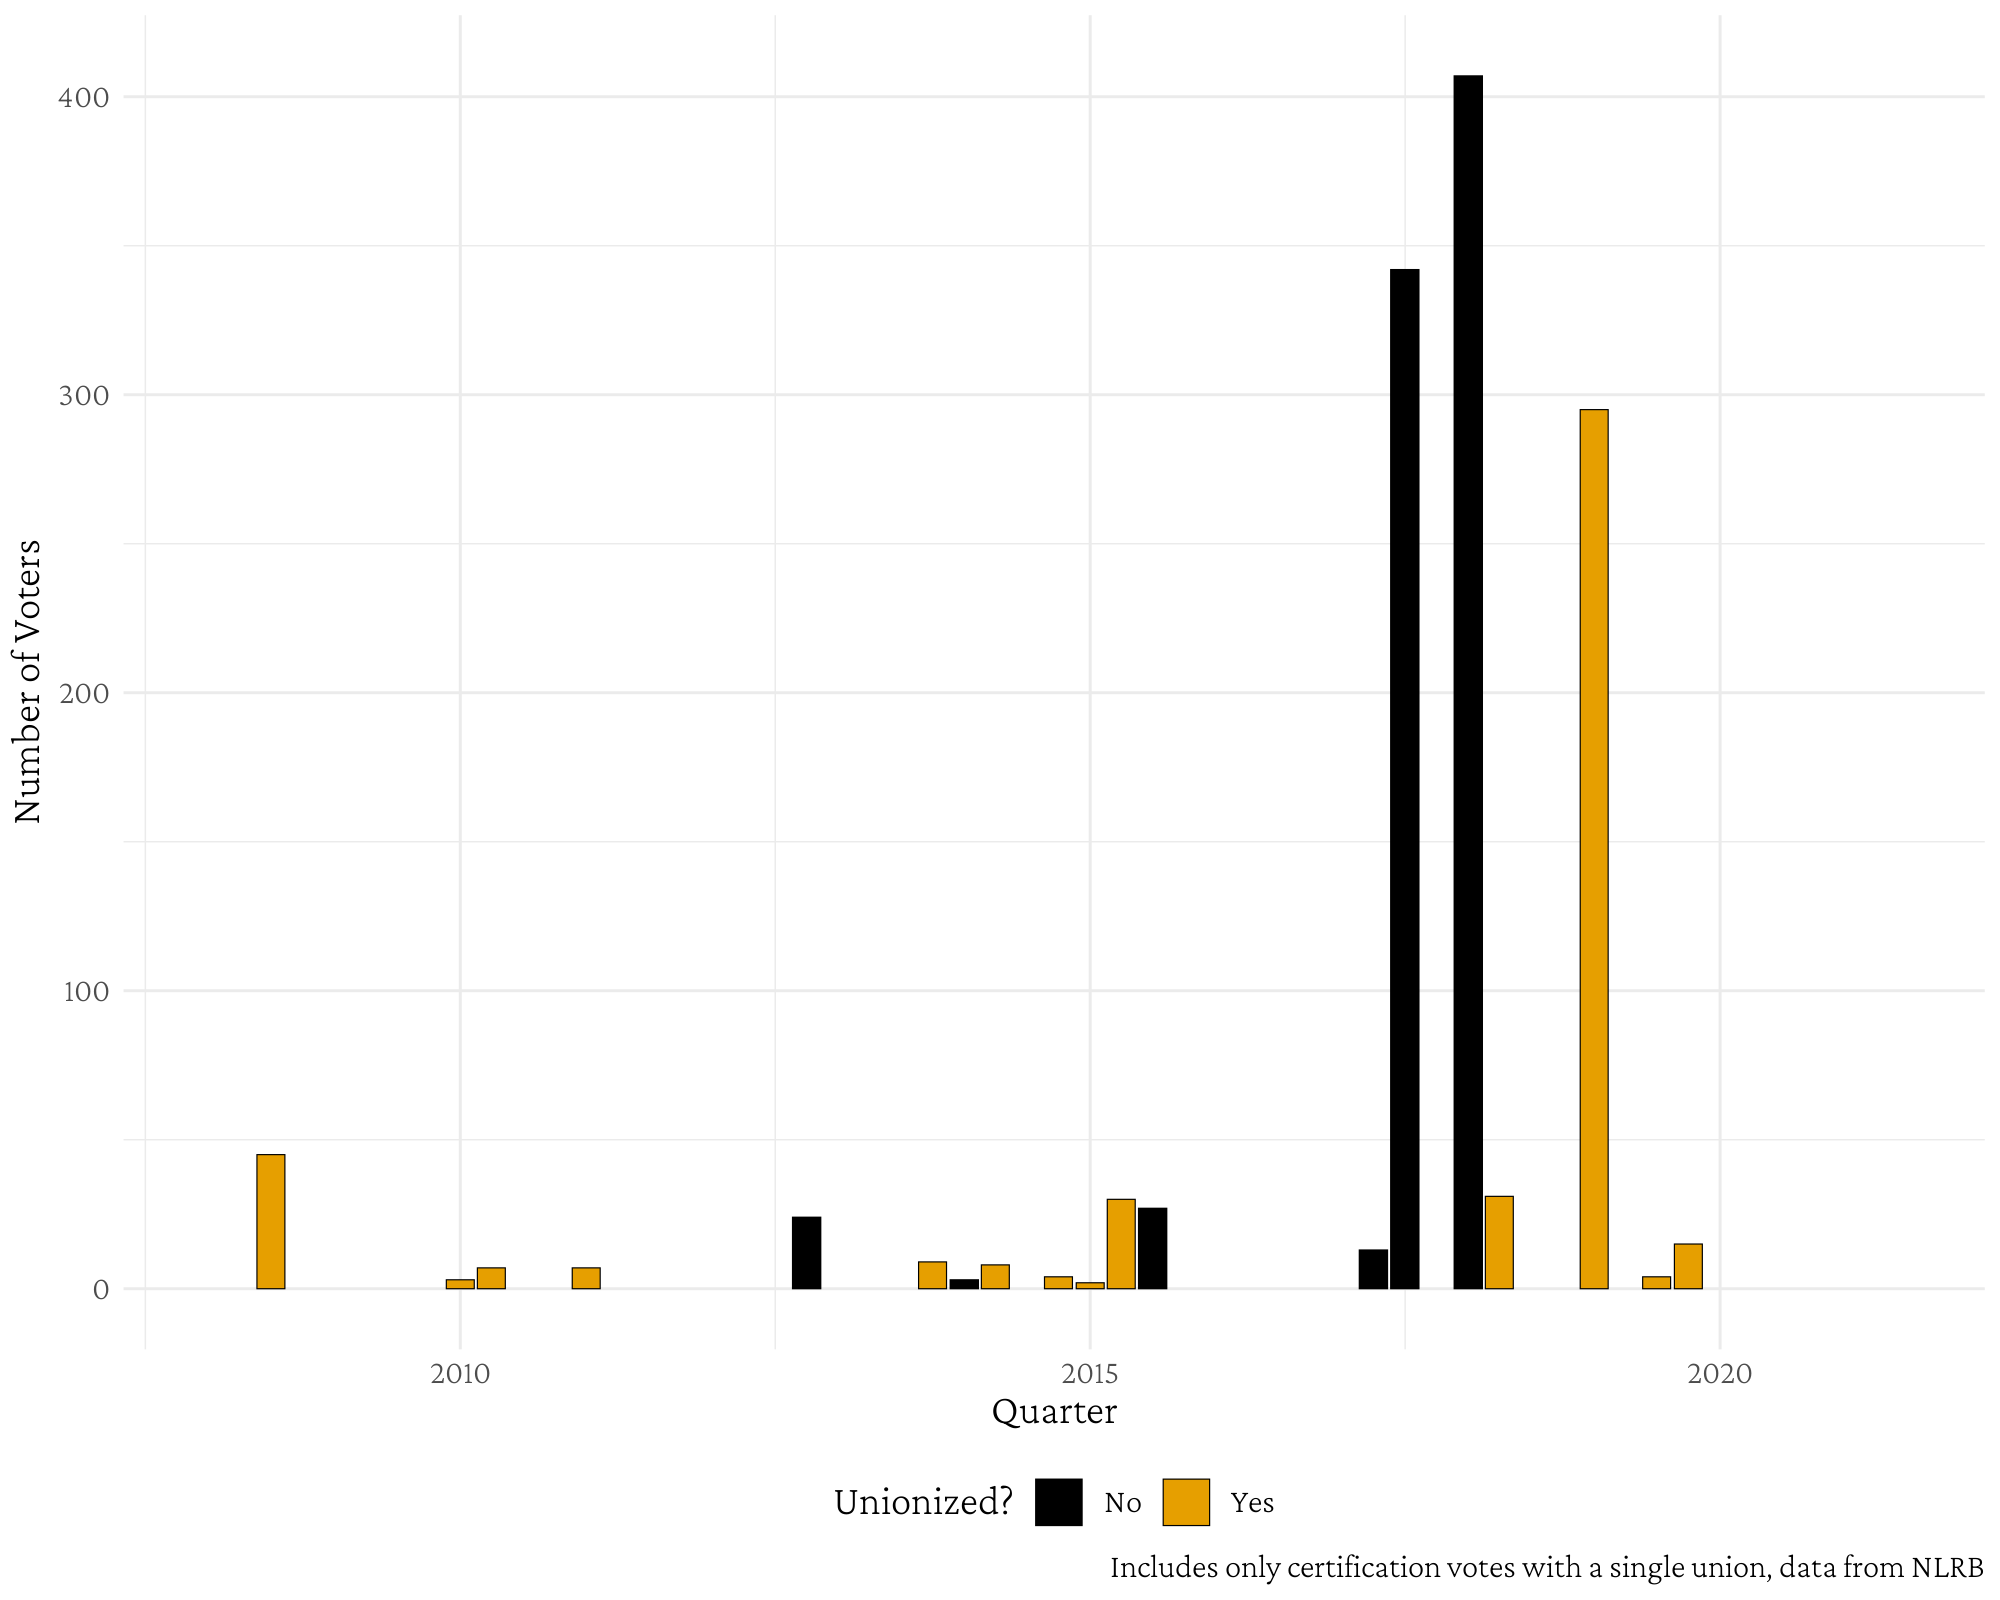 400
300
200
100
0
Number of Voters
2010 2015 2020
Quarter
Unionized? No Yes
Includes only certification votes with a single union, data from NLRB